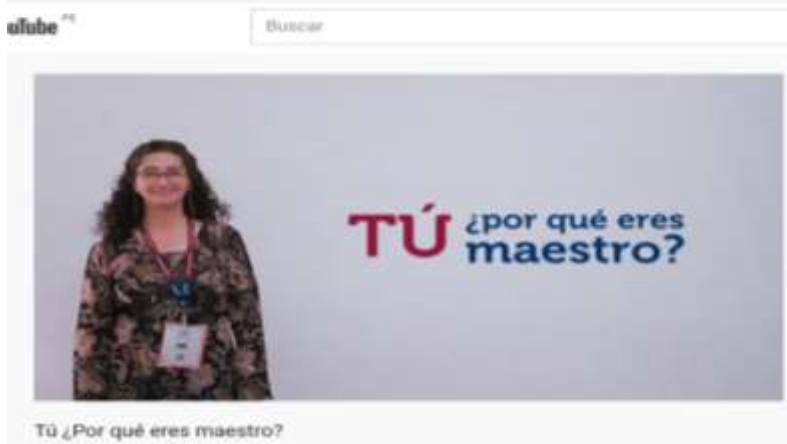 uTube PE
Buscar
TÚ ¿por qué eres
maestro?
Tú ¿Por qué eres maestro?